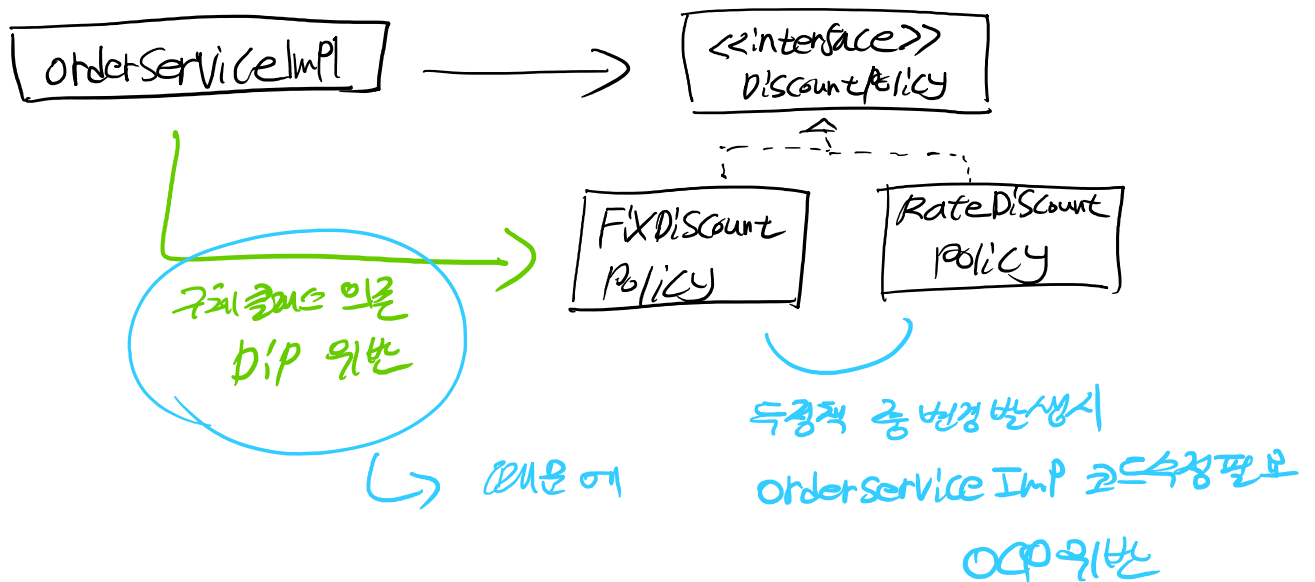 orderServiceImpl
<<interface>>
DiscountPolicy
FixDiscount
Policy
RateDiscount
Policy
구체클래스 의존
DiP 위반
때문에
두정책 중 변경발생시
orderservice Imp 코드수정필요
OCP 위반